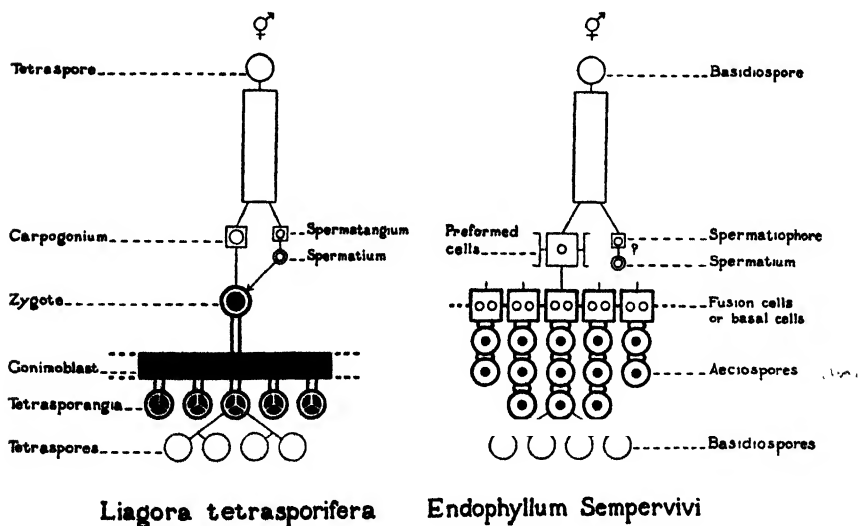 ⚥ ⚥
Tetraspore
Basidiospore
Carpogonium
Spermatangium
Spermatium
Preformed
cells
?
Spermatiophore
Spermatium
Zygote
Fusion cells
or basal cells
Gonimoblast
Aeciospores
Tetrasporangia
Tetraspores
Basidiospores
Liagora tetrasporifera
Endophyllum Sempervivi